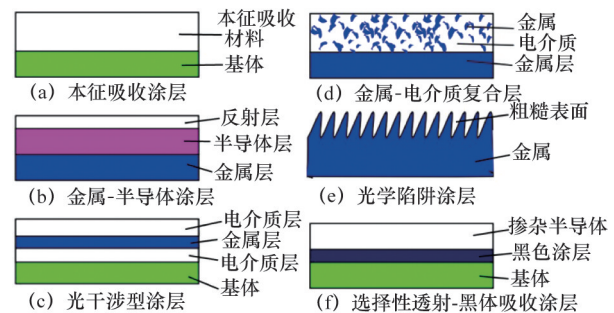 本征吸收
材料
基体
(a) 本征吸收涂层
金属
电介质
金属层
(d) 金属-电介质复合层
反射层
半导体层
金属层
(b) 金属-半导体涂层
粗糙表面
金属
(e) 光学陷阱涂层
电介质层
金属层
电介质层
基体
(c) 光干涉型涂层
掺杂半导体
黑色涂层
基体
(f) 选择性透射-黑体吸收涂层